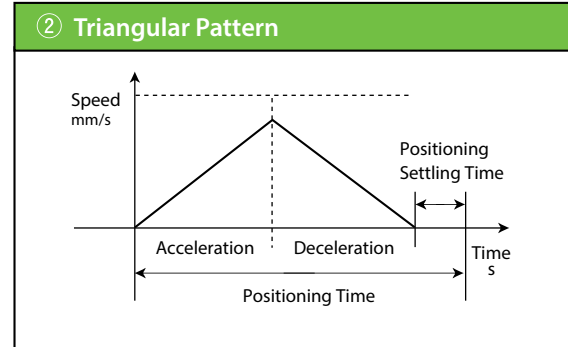 ② Triangular Pattern
Speed
mm/s
Positioning
Settling Time
Acceleration
Deceleration
Time
s
Positioning Time